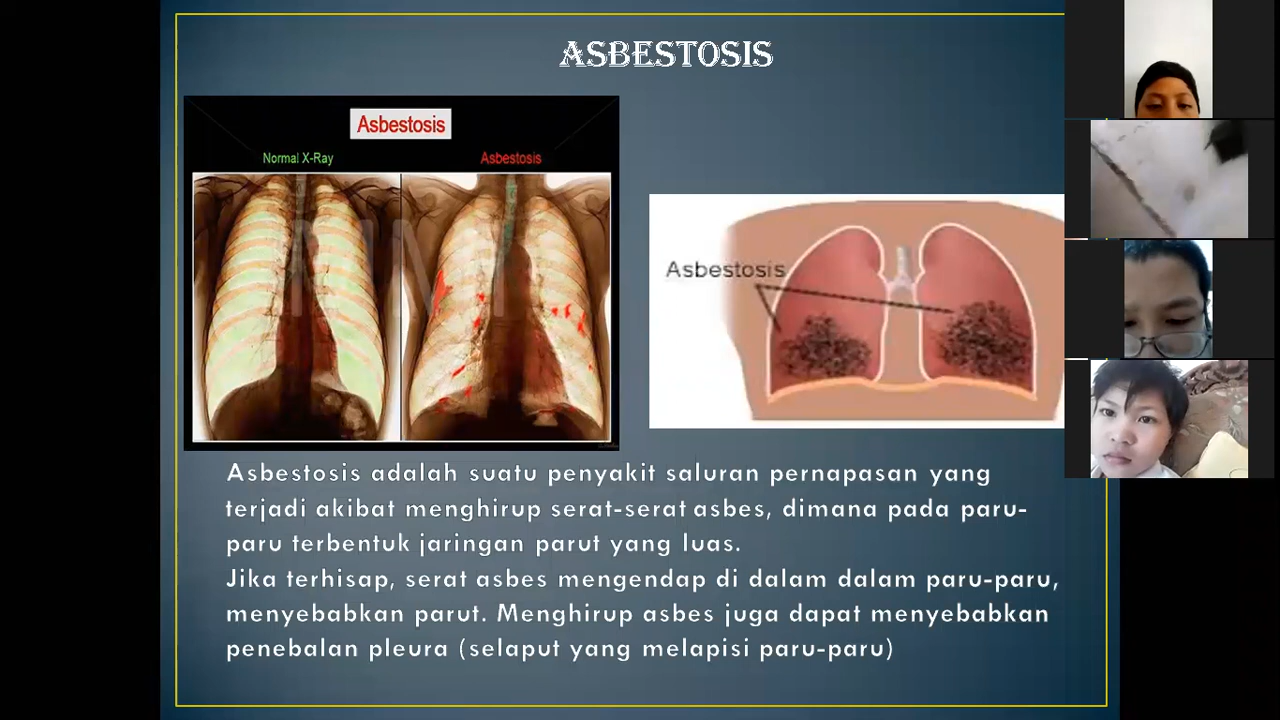 ASBESTOSIS
Asbestosis
Normal X-Ray
Asbestosis
Asbestosis
Asbestosis adalah suatu penyakit saluran pernapasan yang
terjadi akibat menghirup serat-serat asbes, dimana pada paru-
paru terbentuk jaringan parut yang luas.
Jika terhisap, serat asbes mengendap di dalam dalam paru-paru,
menyebabkan parut. Menghirup asbes juga dapat menyebabkan
penebalan pleura (selaput yang melapisi paru-paru)